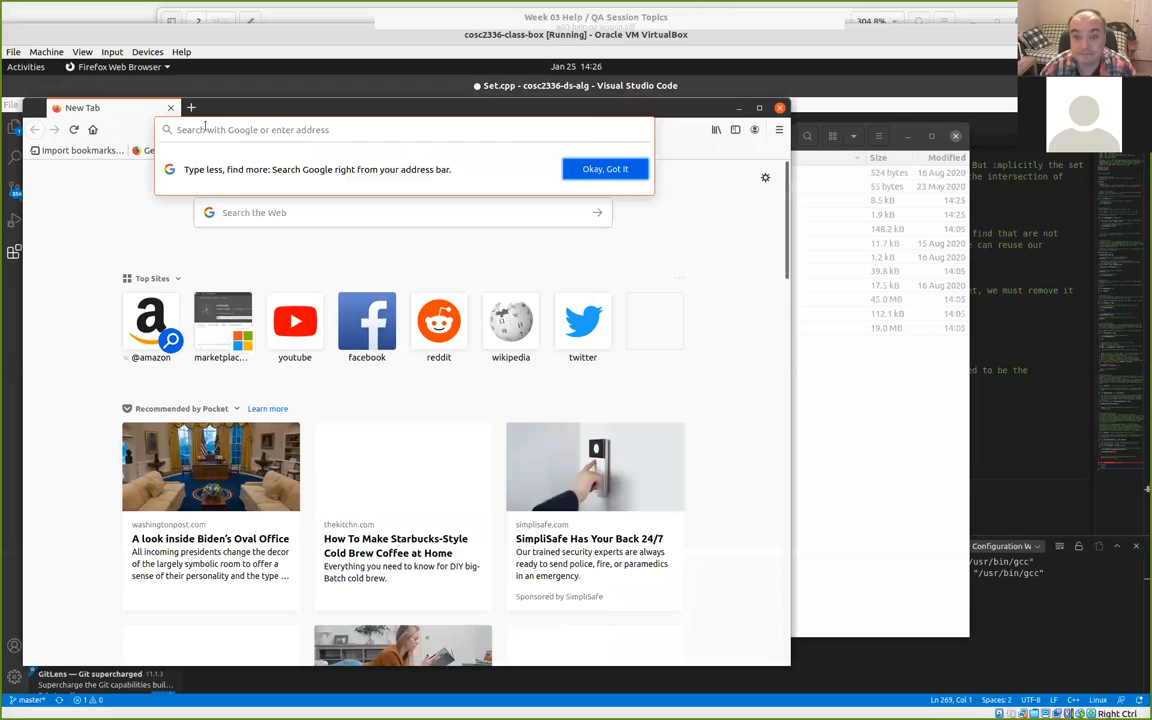 2
Week 03 Help / QA Session Topics
304.8%
cosc2336-class-box [Running] - Oracle VM VirtualBox
File Machine View Input Devices Help
Activities Firefox Web Browser Jan 25 14:26
Set.cpp - cosc2336-ds-alg - Visual Studio Code
File
New Tab
Search with Google or enter address
Import bookmarks... Ge
Type less, find more: Search Google right from your address bar. Okay, Got It
Search the Web
Size Modified
524 bytes 16 Aug 2020
55 bytes 23 May 2020
8.5 kB 14:25
1.9 kB 14:25
148.2 kB 14:05
11.7 kB 15 Aug 2020
1.2 kB 16 Aug 2020
39.8 kB 14:05
17.5 kB 16 Aug 2020
45.0 MB 14:05
112.1 kB 14:05
19.0 MB 14:05
But implicitly the set
the intersection of
find that are not
can reuse our
et, we must remove it
ed to be the
Top Sites
@amazon marketplac... youtube facebook reddit wikipedia twitter
Recommended by Pocket Learn more
washingtonpost.com
A look inside Biden's Oval Office
All incoming presidents change the decor
of the largely symbolic room to offer a
sense of their personality and the type ...
thekitchn.com
How To Make Starbucks-Style
Cold Brew Coffee at Home
Everything you need to know for DIY big-
Batch cold brew.
simplisafe.com
SimpliSafe Has Your Back 24/7
Our trained security experts are always
ready to send police, fire, or paramedics
in an emergency.
Sponsored by SimpliSafe
Configuration W
/usr/bin/gcc"
"/usr/bin/gcc"
GitLens — Git supercharged 11.1.3
Supercharge the Git capabilities buil...
master* 1 0 Ln 269, Col 1 Spaces: 2 UTF-8 LF C++ Linux
Right Ctrl